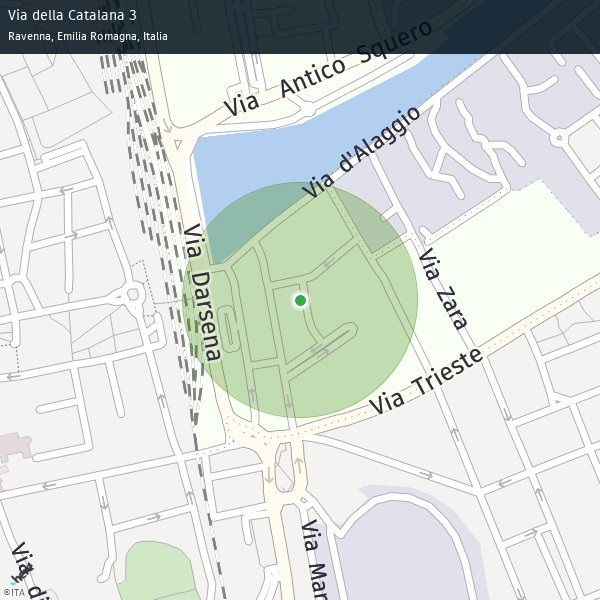 Via della Catalana 3
Ravenna, Emilia Romagna, Italia
Via Antico Squero
Via d'Alaggio
Via Darsena
Via Zara
Via Trieste
Via Mar
Via di
©ITA